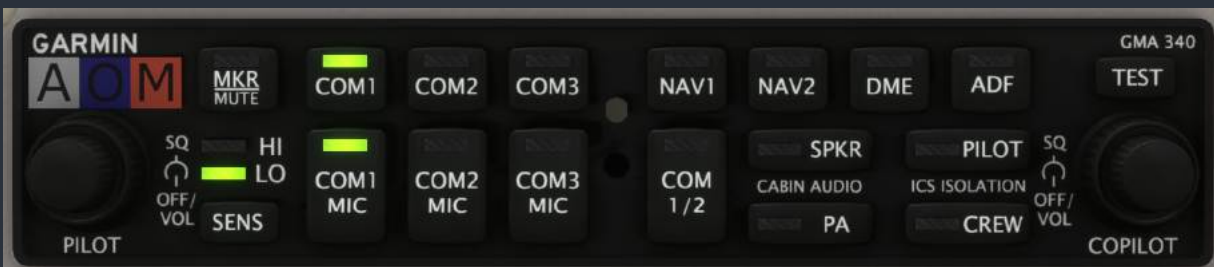 GARMIN
GMA 340
AOM
MKR
MUTE
COM1
COM2
COM3
NAV1
NAV2
DME
ADF
TEST
SQ
OFF/
VOL
PILOT
HI
LO
SENS
COM1
MIC
COM2
MIC
COM3
MIC
COM
1/2
SPKR
CABIN AUDIO
PA
PILOT
ICS ISOLATION
CREW
SQ
OFF/
VOL
COPILOT